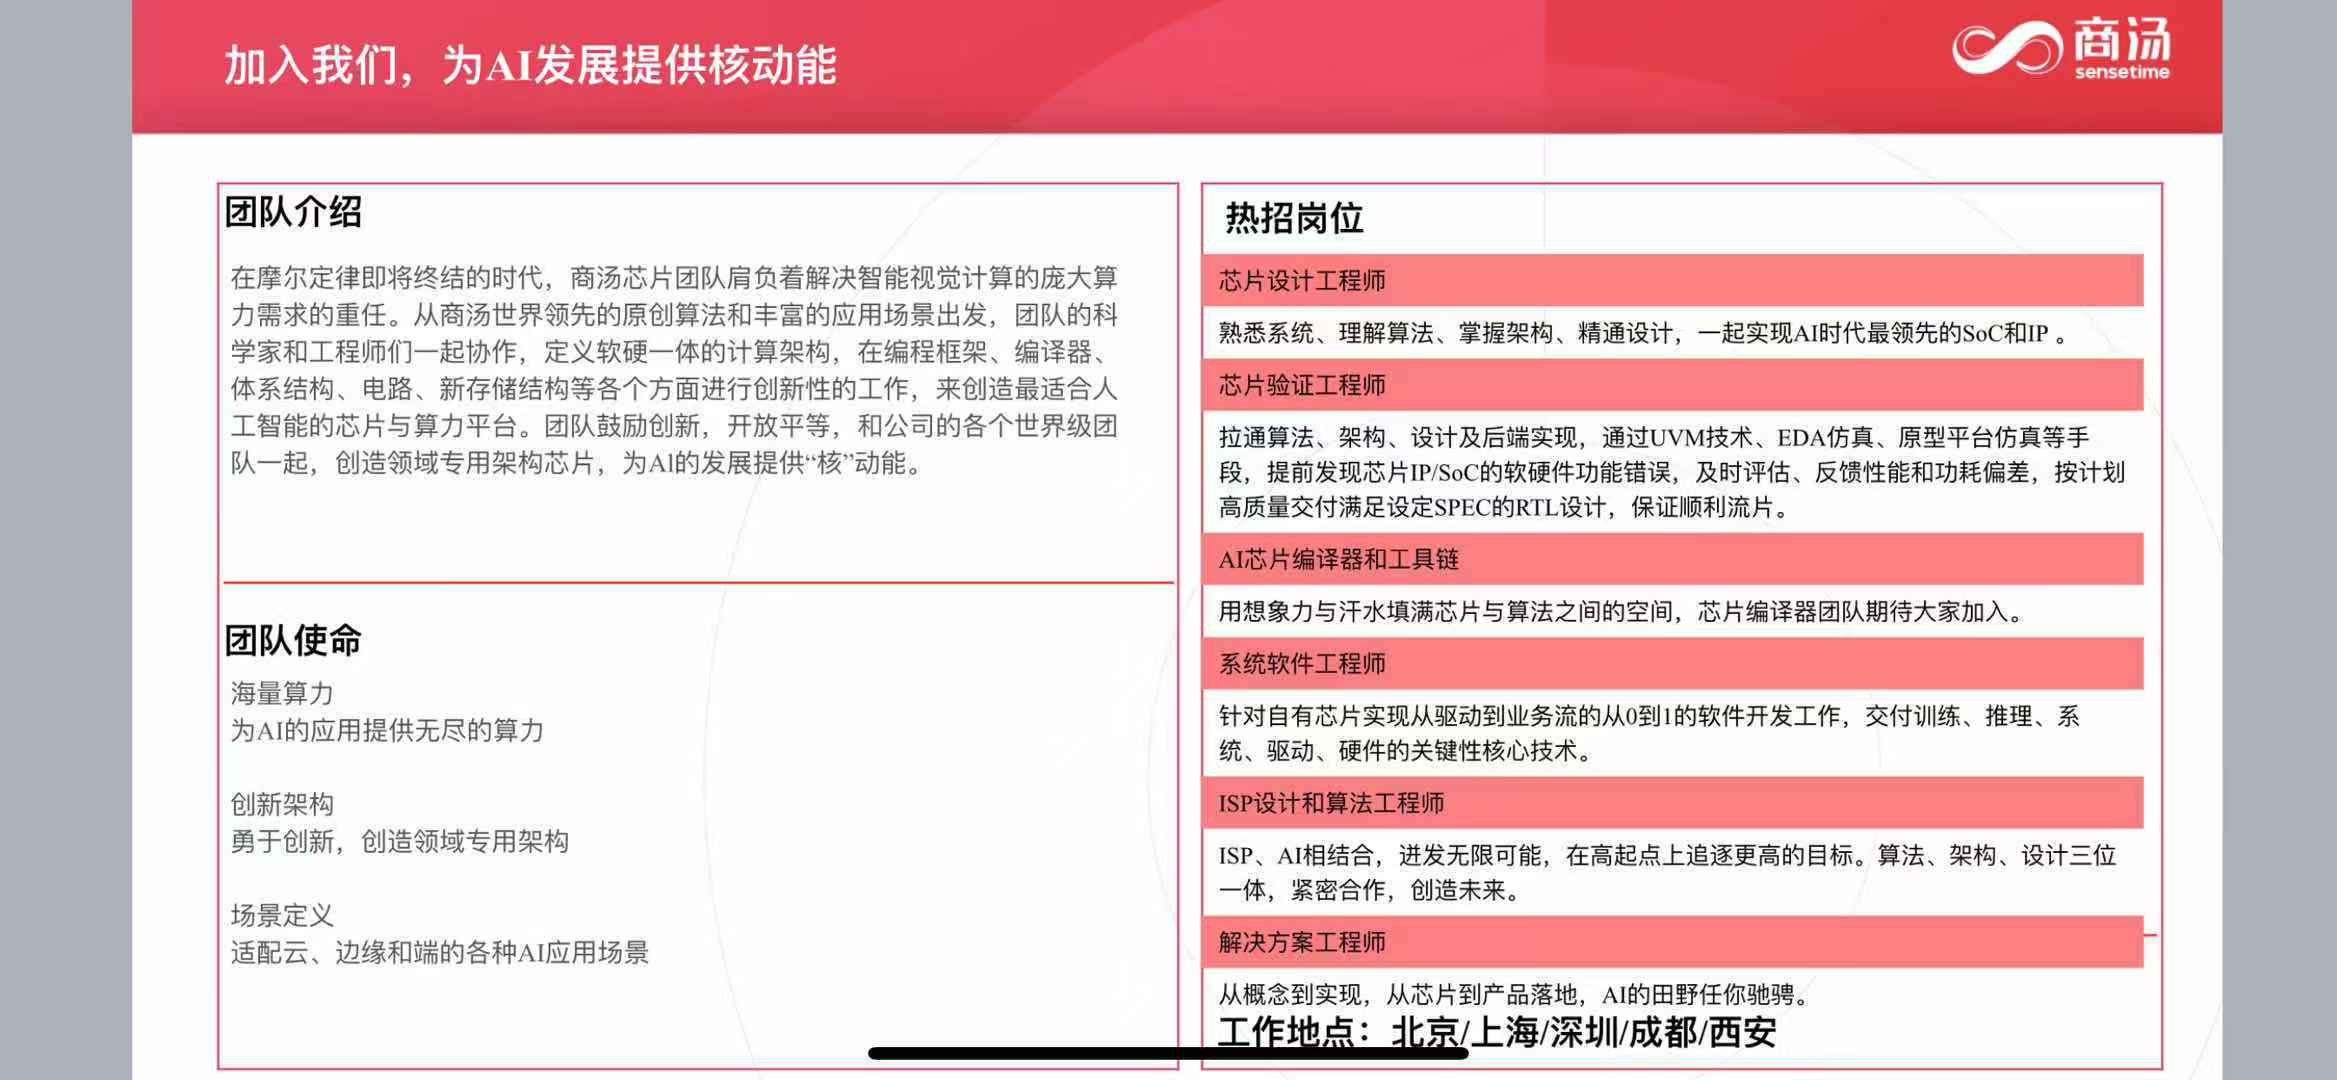 加入我们，为AI发展提供核动能
商汤
sensetime
团队介绍
在摩尔定律即将终结的时代，商汤芯片团队肩负着解决智能视觉计算的庞大算
力需求的重任。从商汤世界领先的原创算法和丰富的应用场景出发，团队的科
学家和工程师们一起协作，定义软硬一体的计算架构，在编程框架、编译器、
体系结构、电路、新存储结构等各个方面进行创新性的工作，来创造最适合人
工智能的芯片与算力平台。团队鼓励创新，开放平等，和公司的各个世界级团
队一起，创造领域专用架构芯片，为AI的发展提供“核”动能。
团队使命
海量算力
为AI的应用提供无尽的算力
创新架构
勇于创新，创造领域专用架构
场景定义
适配云、边缘和端的各种AI应用场景
热招岗位
芯片设计工程师
熟悉系统、理解算法、掌握架构、精通设计，一起实现AI时代最领先的SoC和IP 。
芯片验证工程师
拉通算法、架构、设计及后端实现，通过UVM技术、EDA仿真、原型平台仿真等手
段，提前发现芯片IP/SoC的软硬件功能错误，及时评估、反馈性能和功耗偏差，按计划
高质量交付满足设定SPEC的RTL设计，保证顺利流片。
AI芯片编译器和工具链
用想象力与汗水填满芯片与算法之间的空间，芯片编译器团队期待大家加入。
系统软件工程师
针对自有芯片实现从驱动到业务流的从0到1的软件开发工作，交付训练、推理、系
统、驱动、硬件的关键性核心技术。
ISP设计和算法工程师
ISP、AI相结合，迸发无限可能，在高起点上追逐更高的目标。算法、架构、设计三位
一体，紧密合作，创造未来。
解决方案工程师
从概念到实现，从芯片到产品落地，AI的田野任你驰骋。
工作地点：北京/上海/深圳/成都/西安